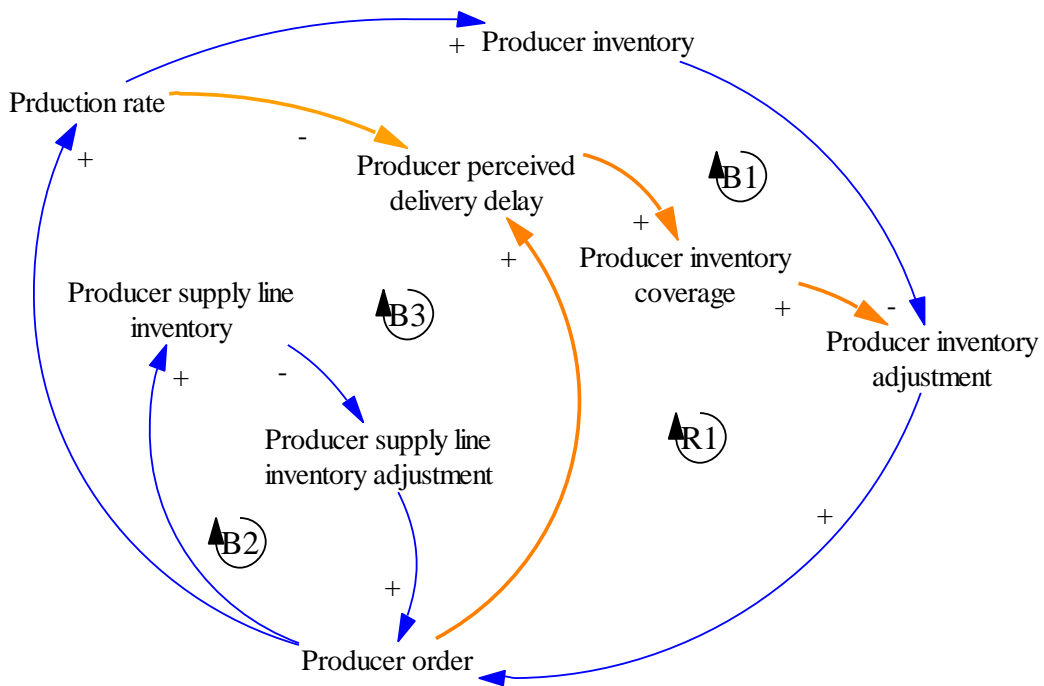 +
Producer inventory
Prduction rate
-
+
Producer perceived
delivery delay
B1
+
+
Producer inventory
coverage
Producer supply line
inventory
B3
+
-
Producer inventory
adjustment
+
-
Producer supply line
inventory adjustment
R1
+
B2
+
Producer order